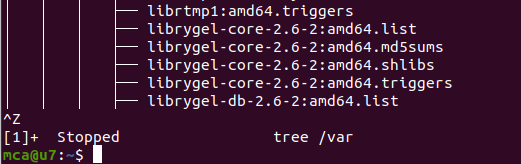 ├── librtmp1:amd64.triggers
├── librygel-core-2.6-2:amd64.list
├── librygel-core-2.6-2:amd64.md5sums
├── librygel-core-2.6-2:amd64.shlibs
├── librygel-core-2.6-2:amd64.triggers
├── librygel-db-2.6-2:amd64.list
^Z
[1]+  Stopped                 tree /var
mca@u7:~$